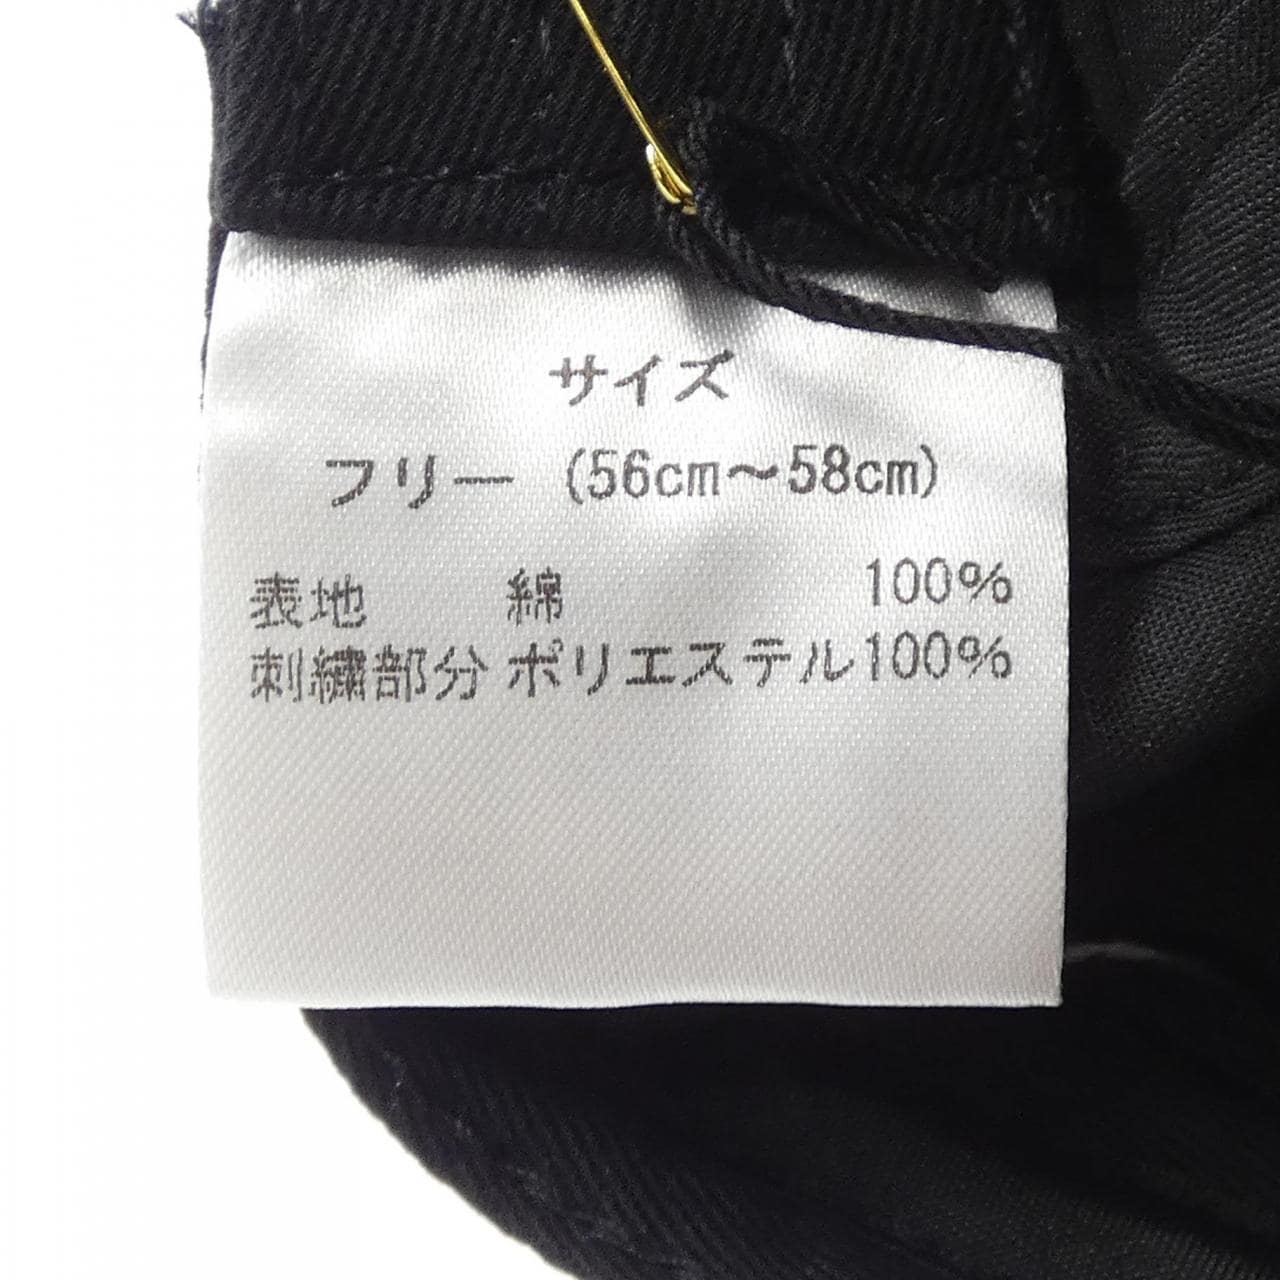 サイズ
フリー (56cm～58cm)
表地 綿 100%
刺繍部分 ポリエステル100%